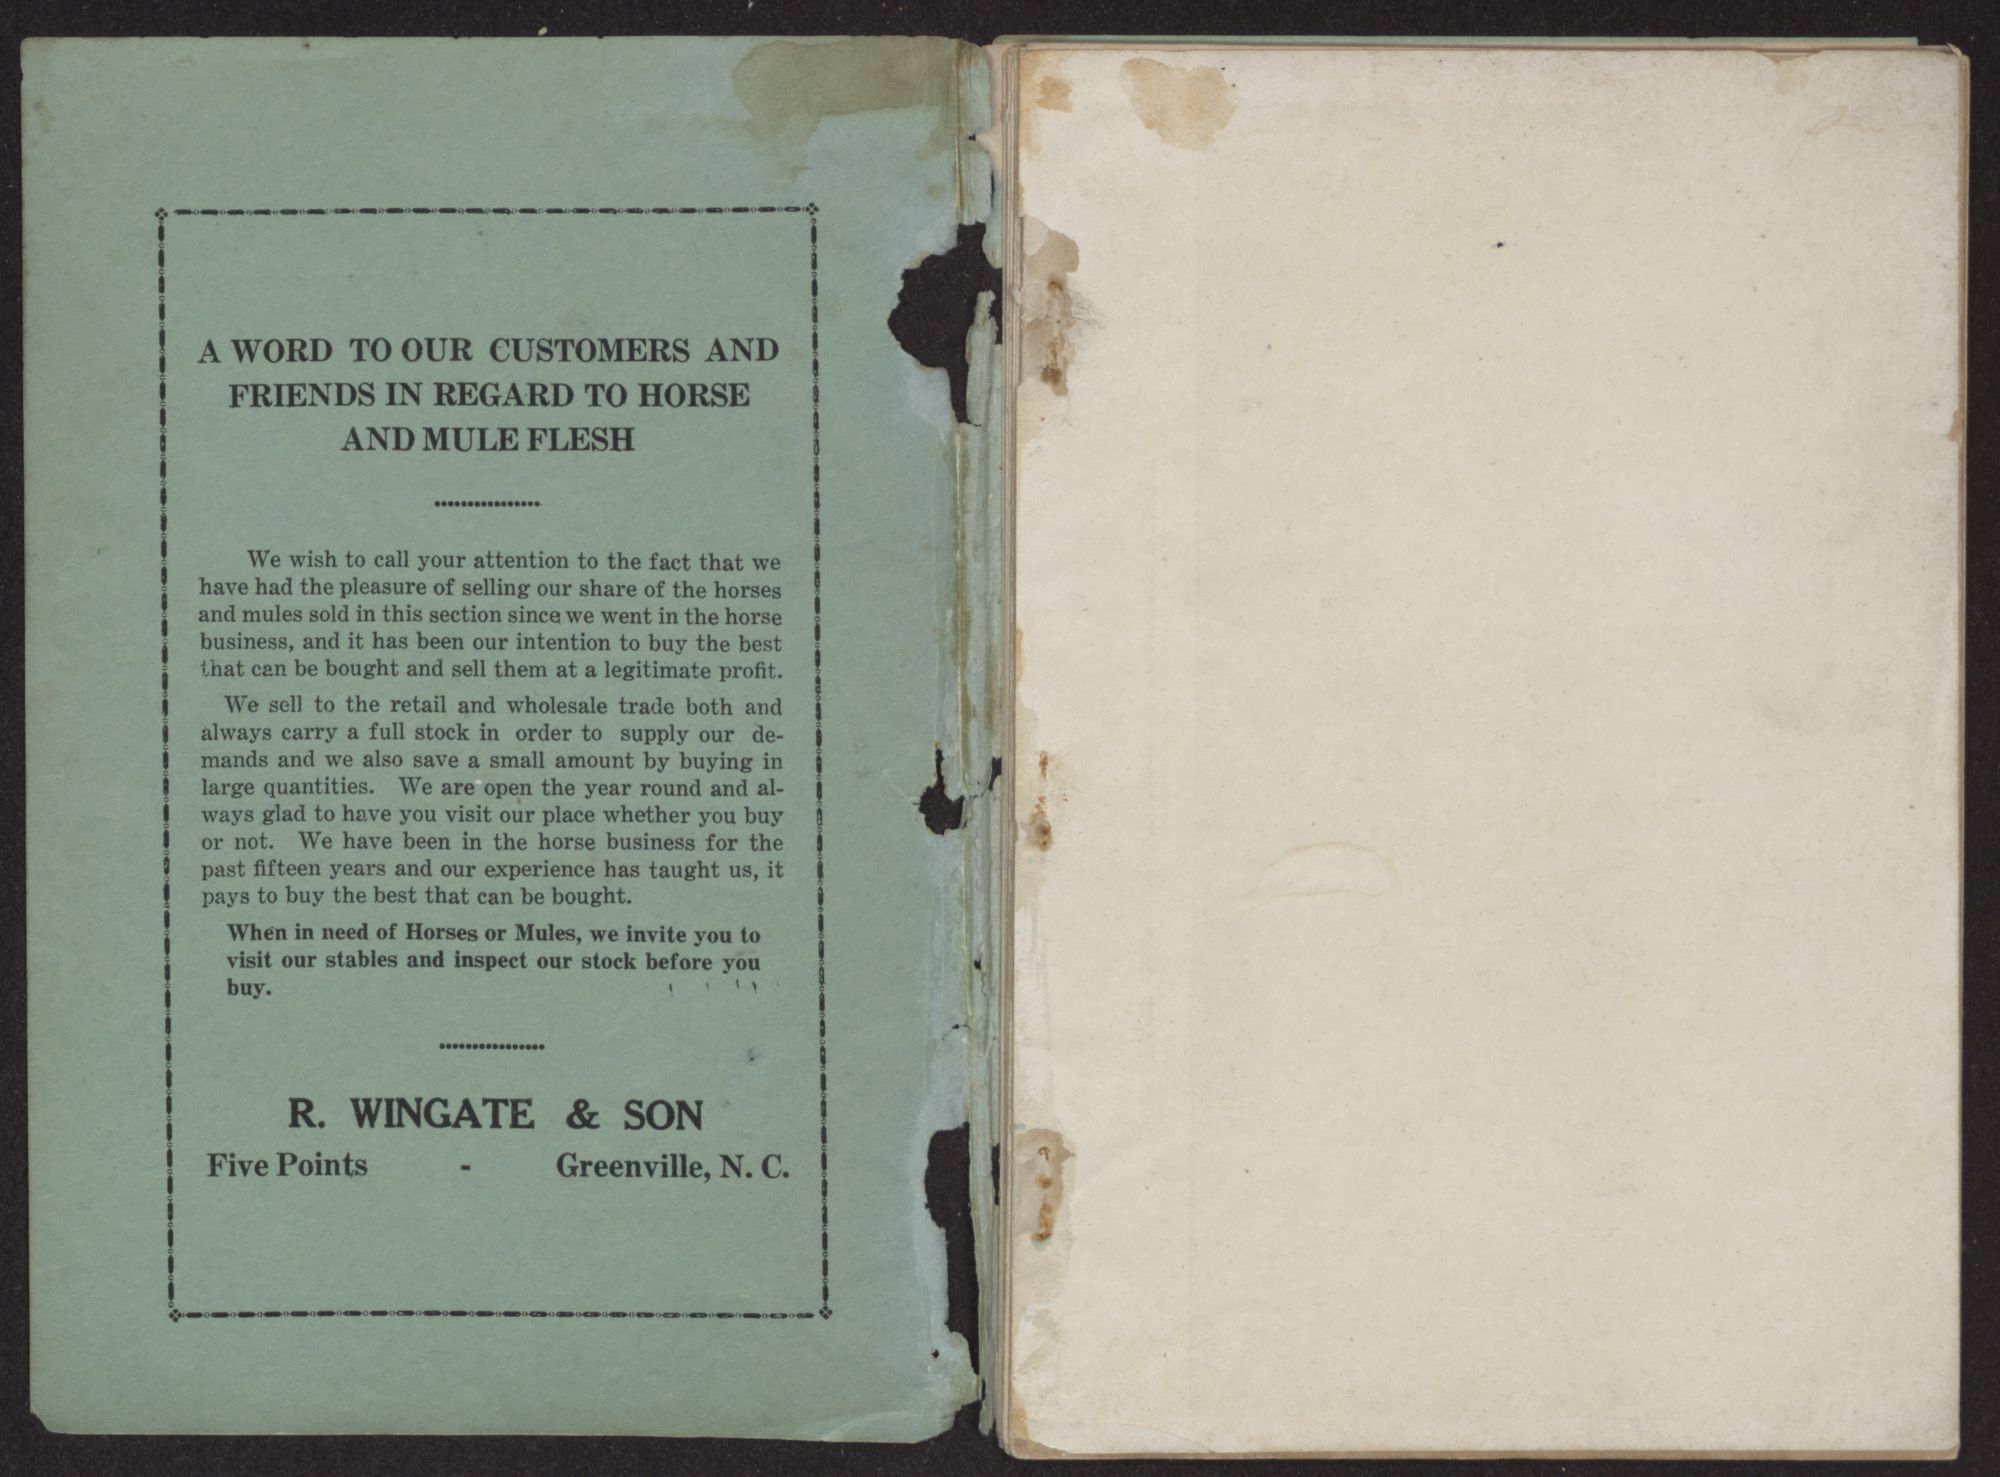 A WORD TO OUR CUSTOMERS AND
FRIENDS IN REGARD TO HORSE
AND MULE FLESH
We wish to call your attention to the fact that we
have had the pleasure of selling our share of the horses
and mules sold in this section since we went in the horse
business, and it has been our intention to buy the best
that can be bought and sell them at a legitimate profit.
We sell to the retail and wholesale trade both and
always carry a full stock in order to supply our de-
mands and we also save a small amount by buying in
large quantities. We are open the year round and al-
ways glad to have you visit our place whether you buy
or not. We have been in the horse business for the
past fifteen years and our experience has taught us, it
pays to buy the best that can be bought.
When in need of Horses or Mules, we invite you to
visit our stables and inspect our stock before you
buy.
R. WINGATE & SON
Five Points - Greenville, N. C.